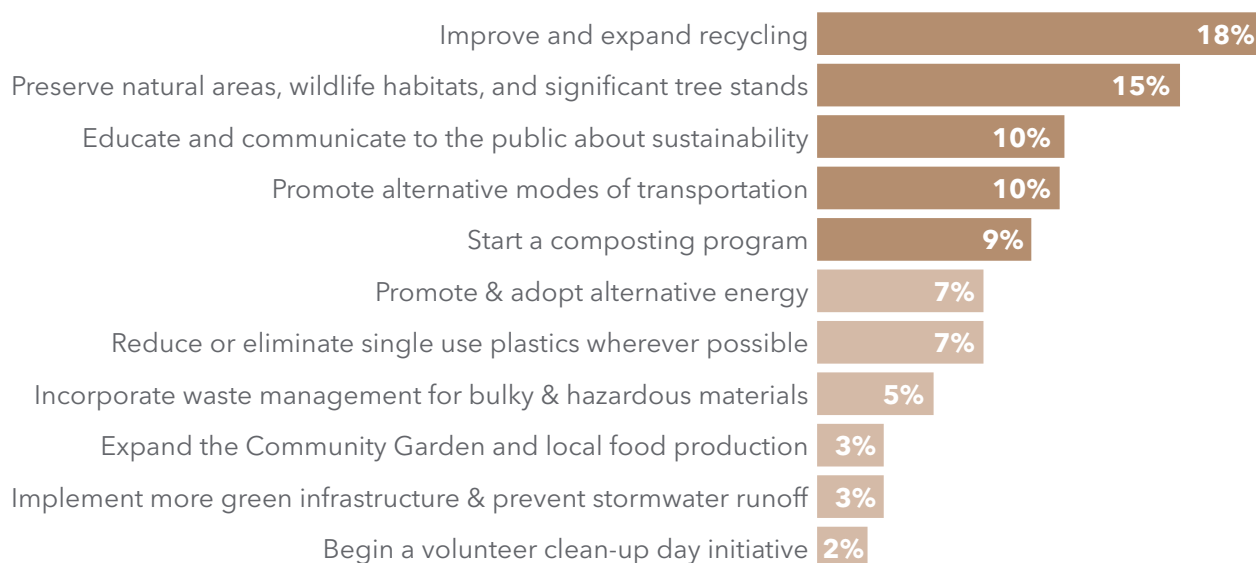 Improve and expand recycling 18%
Preserve natural areas, wildlife habitats, and significant tree stands 15%
Educate and communicate to the public about sustainability 10%
Promote alternative modes of transportation 10%
Start a composting program 9%
Promote & adopt alternative energy 7%
Reduce or eliminate single use plastics wherever possible 7%
Incorporate waste management for bulky & hazardous materials 5%
Expand the Community Garden and local food production 3%
Implement more green infrastructure & prevent stormwater runoff 3%
Begin a volunteer clean-up day initiative 2%